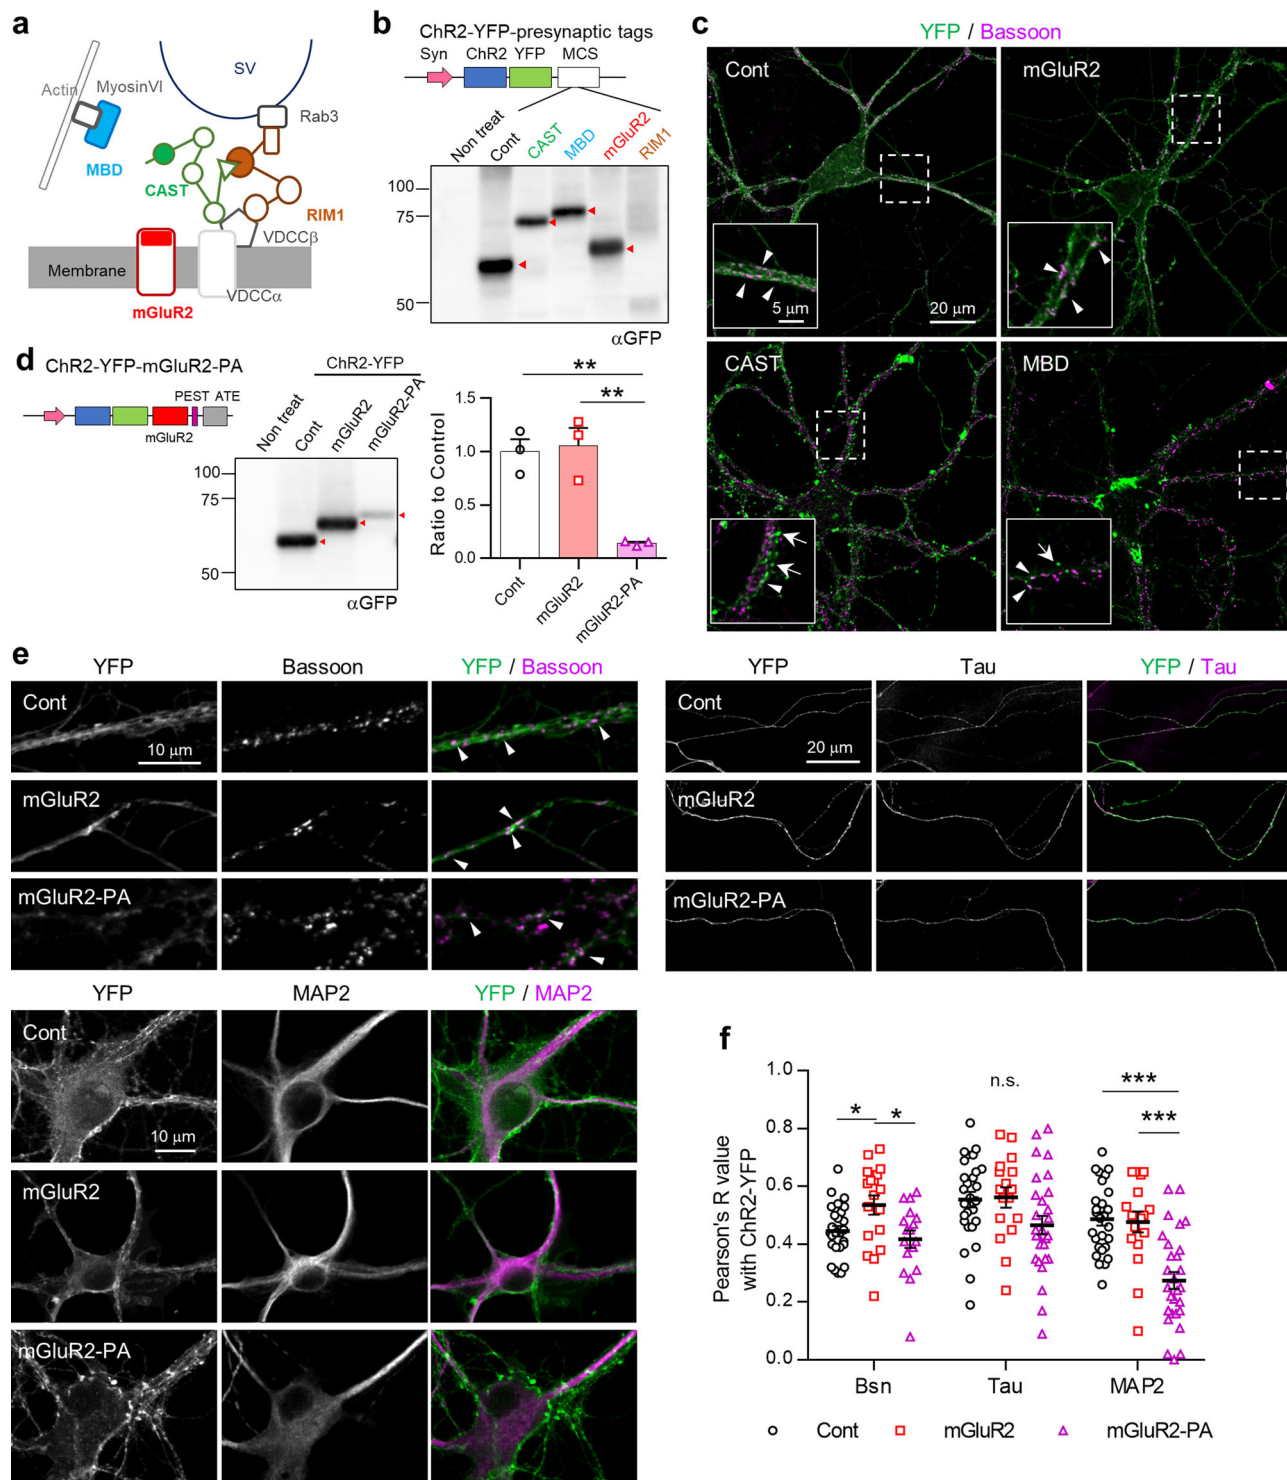 a
SV
Actin
MyosinVI
Rab3
MBD
CAST
RIM1
VDCCβ
Membrane
VDCCα
mGluR2
b
ChR2-YFP-presynaptic tags
Syn ChR2 YFP MCS
Non treat
Cont
CAST
MBD
mGluR2
RIM1
100
75
50
αGFP
c
YFP / Bassoon
Cont
mGluR2
5 μm
20 μm
CAST
MBD
d
ChR2-YFP-mGluR2-PA
PEST ATE
mGluR2
ChR2-YFP
Non treat
Cont
mGluR2
mGluR2-PA
100
75
50
αGFP
**
**
Ratio to Control
1.5
1.0
0.5
0.0
Cont
mGluR2
mGluR2-PA
e
YFP Bassoon YFP / Bassoon
Cont
10 μm
mGluR2
mGluR2-PA
YFP Tau YFP / Tau
Cont
20 μm
mGluR2
mGluR2-PA
YFP MAP2 YFP / MAP2
Cont
10 μm
mGluR2
mGluR2-PA
f
Pearson's R value
with ChR2-YFP
1.0
0.8
0.6
0.4
0.2
0.0
* *
n.s.
***
***
Bsn Tau MAP2
Cont mGluR2 mGluR2-PA